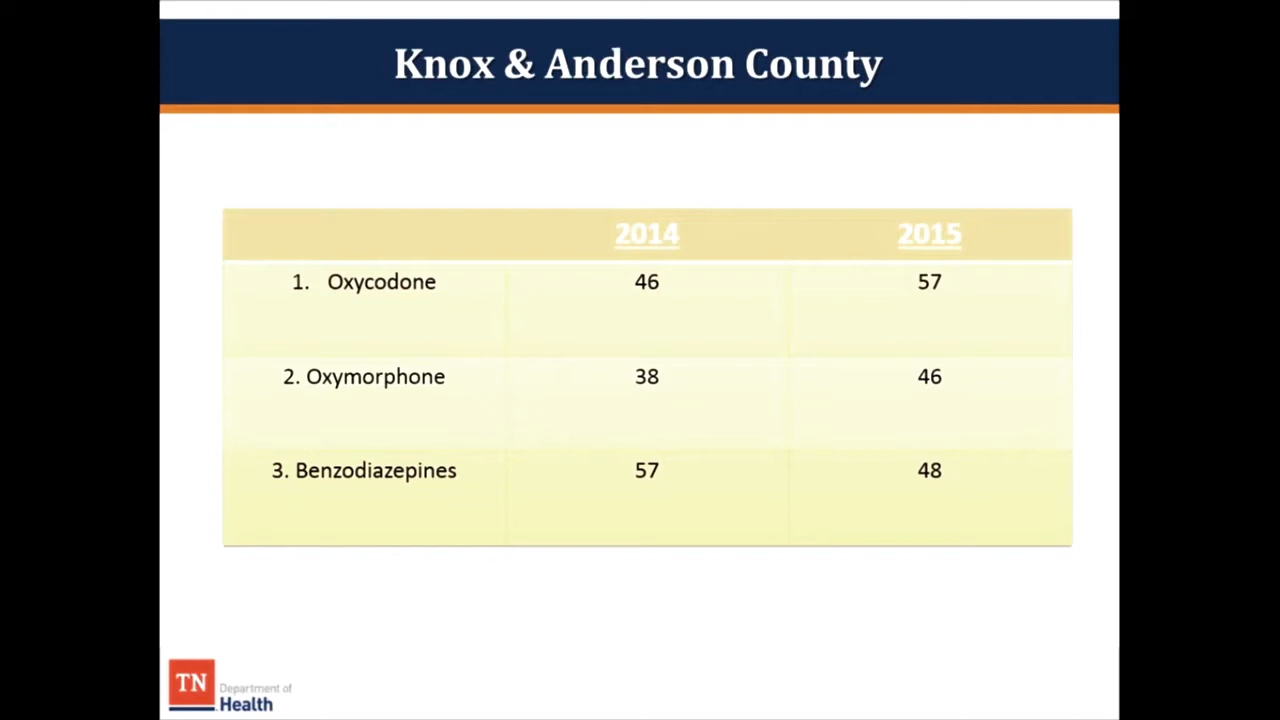 Knox & Anderson County
2014 2015
1. Oxycodone 46 57
2. Oxymorphone 38 46
3. Benzodiazepines 57 48
TN
Department of
Health